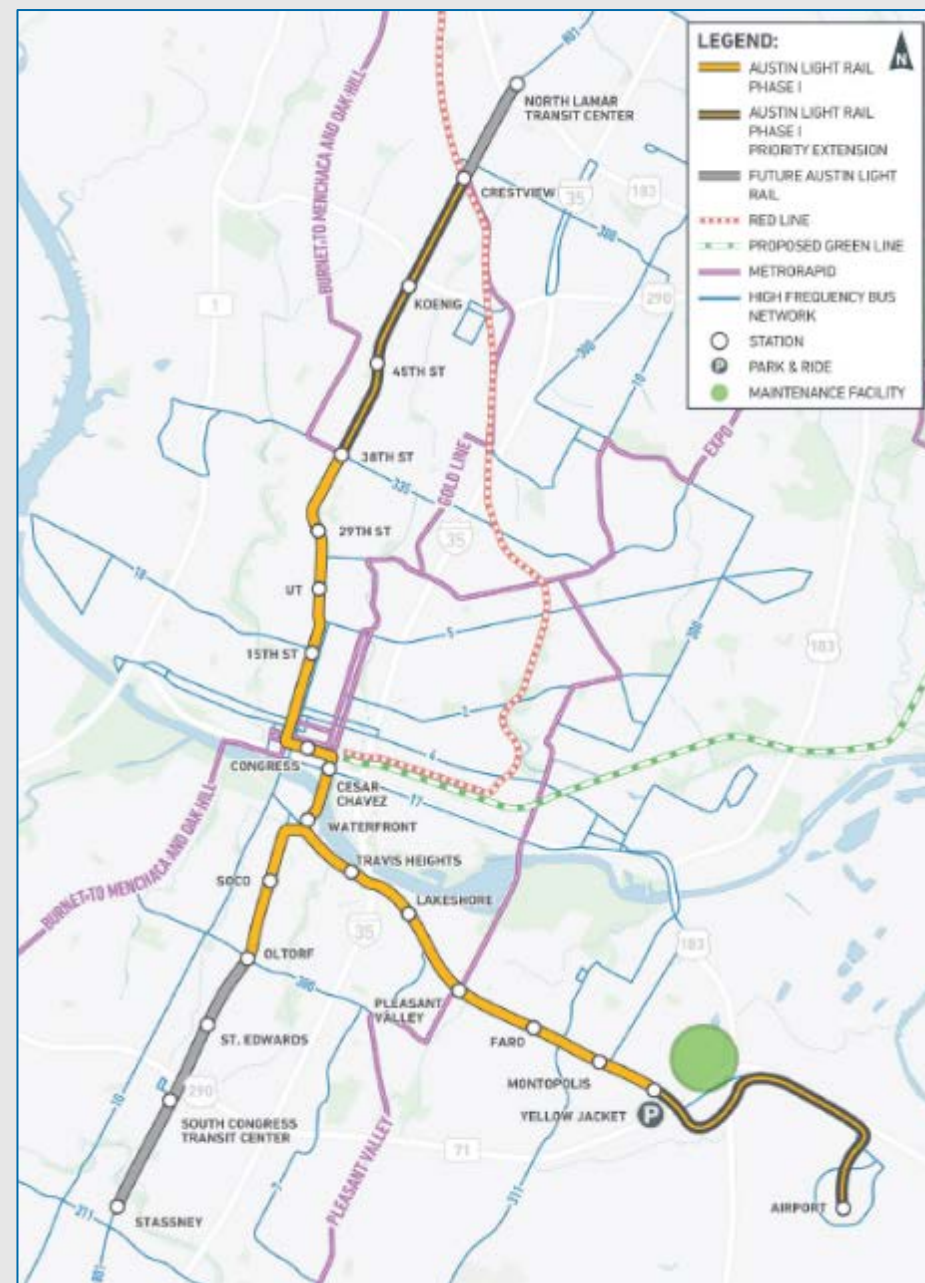 LEGEND:
N
AUSTIN LIGHT RAIL
PHASE I
AUSTIN LIGHT RAIL
PHASE I
PRIORITY EXTENSION
FUTURE AUSTIN LIGHT
RAIL
RED LINE
PROPOSED GREEN LINE
METRORAPID
HIGH FREQUENCY BUS
NETWORK
STATION
P
PARK & RIDE
MAINTENANCE FACILITY
801
NORTH LAMAR
TRANSIT CENTER
BURNET TO MENCHACA AND OAK HILL
CRESTVIEW
183
35
300
290
1
KOENIG
45TH ST
300
10
38TH ST
335
GOLD LINE
EXPO
35
29TH ST
UT
18
5
15TH ST
300
183
2
CONGRESS
4
CESAR
CHAVEZ
17
WATERFRONT
TRAVIS HEIGHTS
SOCO
LAKESHORE
BURNET TO MENCHACA AND OAK HILL
35
183
OLTORF
300
PLEASANT
VALLEY
ST. EDWARDS
FARO
MONTOPOLIS
290
10
SOUTH CONGRESS
TRANSIT CENTER
YELLOW JACKET
P
71
PLEASANT VALLEY
7
311
AIRPORT
STASSNEY
311
801